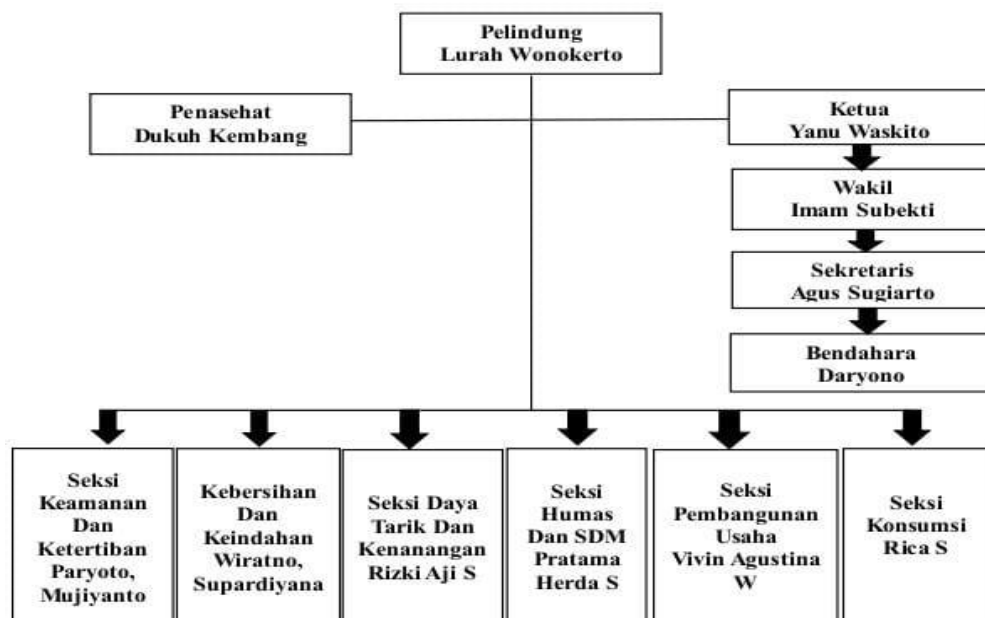 Pelindung
Lurah Wonokerto
Penasehat
Dukuh Kembang
Ketua
Yanu Waskito
Wakil
Imam Subekti
Sekretaris
Agus Sugiarto
Bendahara
Daryono
Seksi
Keamanan
Dan
Ketertiban
Paryoto,
Mujiyanto
Kebersihan
Dan
Keindahan
Wiratno,
Supardiyana
Seksi Daya
Tarik Dan
Kenanangan
Rizki Aji S
Seksi
Humas
Dan SDM
Pratama
Herda S
Seksi
Pembangunan
Usaha
Vivin Agustina
W
Seksi
Konsumsi
Rica S